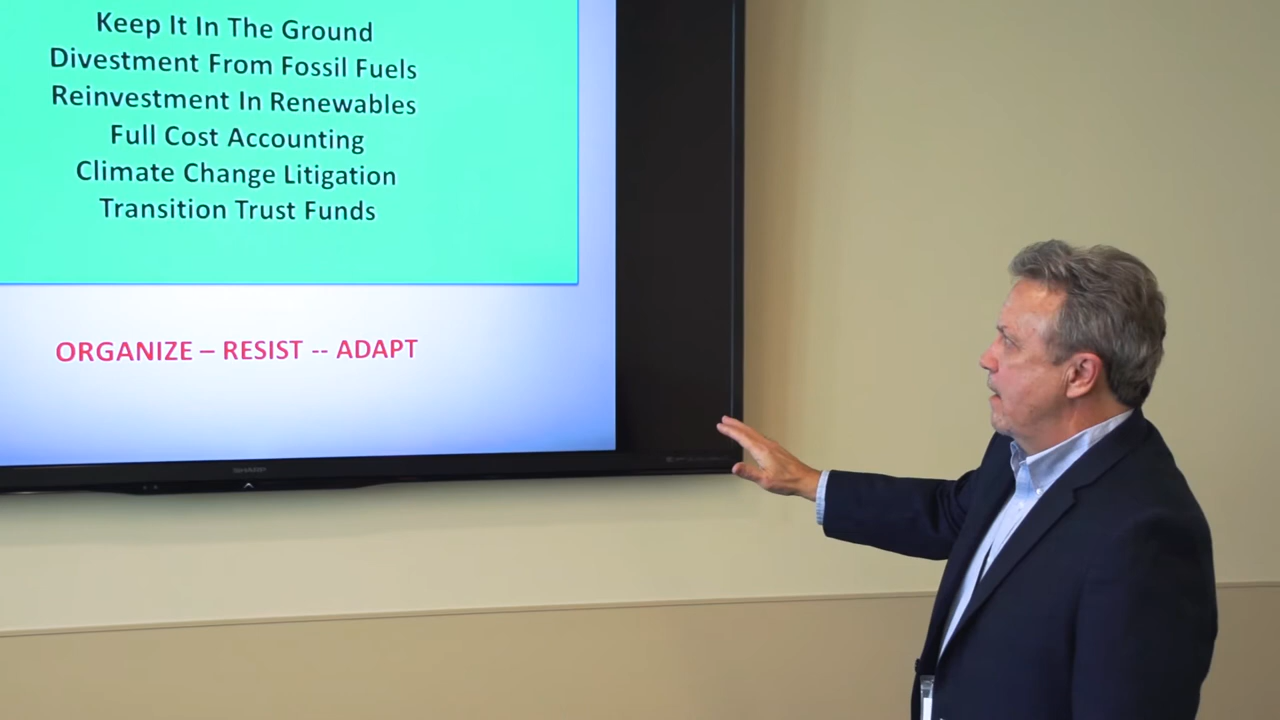 Keep It In The Ground
Divestment From Fossil Fuels
Reinvestment In Renewables
Full Cost Accounting
Climate Change Litigation
Transition Trust Funds
ORGANIZE – RESIST -- ADAPT